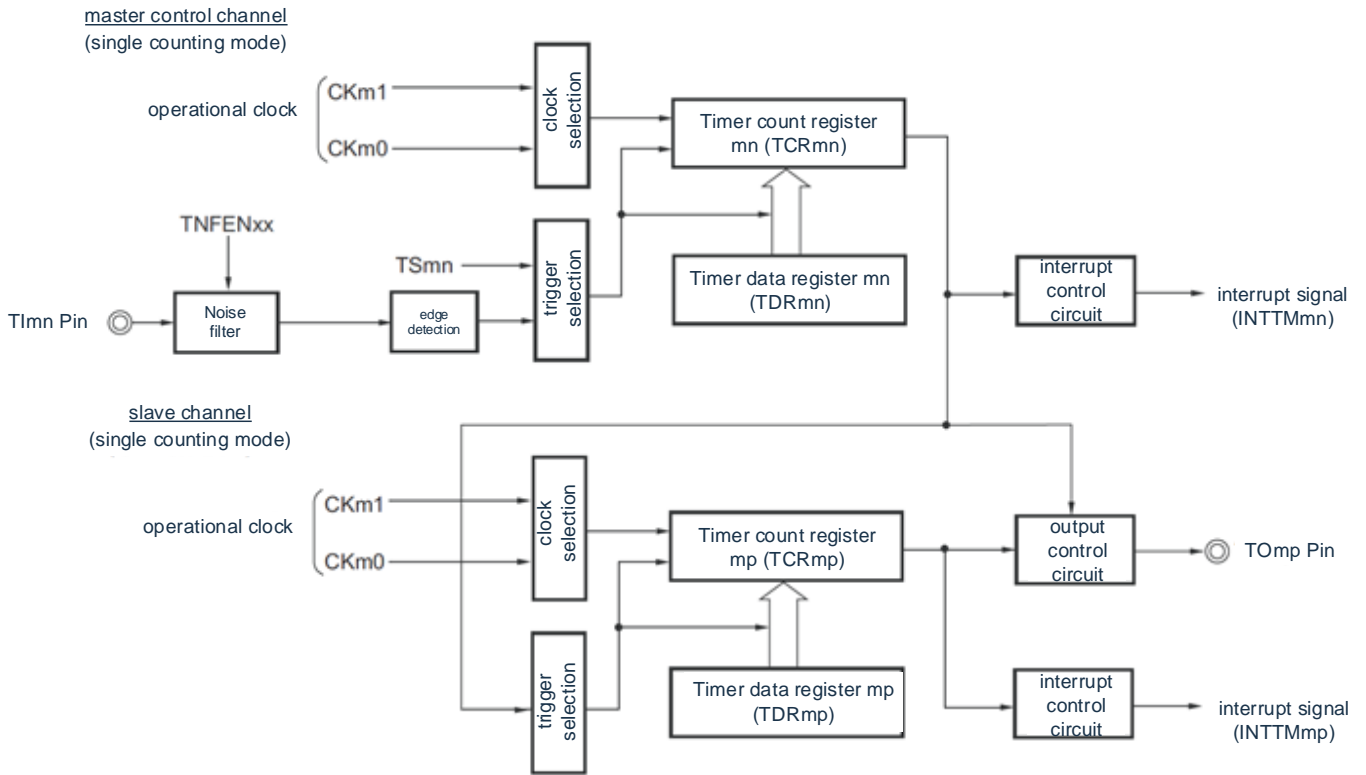 master control channel
(single counting mode)
operational clock
CKm1
CKm0
clock
selection
Timer count register
mn (TCRmn)
TNFENxx
TSmn
TImn Pin
Noise
filter
edge
detection
trigger
selection
Timer data register mn
(TDRmn)
interrupt
control
circuit
interrupt signal
(INTTMmn)
slave channel
(single counting mode)
operational clock
CKm1
CKm0
clock
selection
Timer count register
mp (TCRmp)
output
control
circuit
TOmp Pin
trigger
selection
Timer data register mp
(TDRmp)
interrupt
control
circuit
interrupt signal
(INTTMmp)